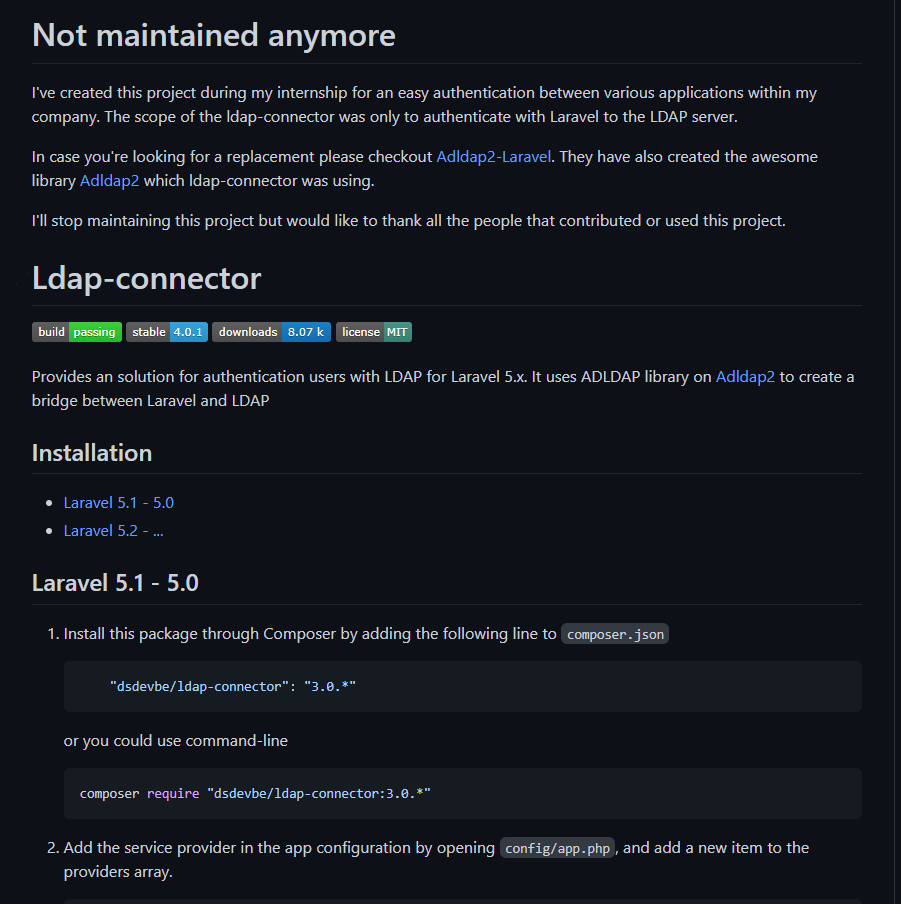 Not maintained anymore
I've created this project during my internship for an easy authentication between various applications within my
company. The scope of the ldap-connector was only to authenticate with Laravel to the LDAP server.
In case you're looking for a replacement please checkout Adldap2-Laravel. They have also created the awesome
library Adldap2 which ldap-connector was using.
I'll stop maintaining this project but would like to thank all the people that contributed or used this project.
Ldap-connector
build passing stable 4.0.1 downloads 8.07 k license MIT
Provides an solution for authentication users with LDAP for Laravel 5.x. It uses ADLDAP library on Adldap2 to create a
bridge between Laravel and LDAP
Installation
• Laravel 5.1 - 5.0
• Laravel 5.2 - ...
Laravel 5.1 - 5.0
1. Install this package through Composer by adding the following line to composer.json
"dsdevbe/ldap-connector": "3.0.*"
or you could use command-line
composer require "dsdevbe/ldap-connector:3.0.*"
2. Add the service provider in the app configuration by opening config/app.php, and add a new item to the
providers array.